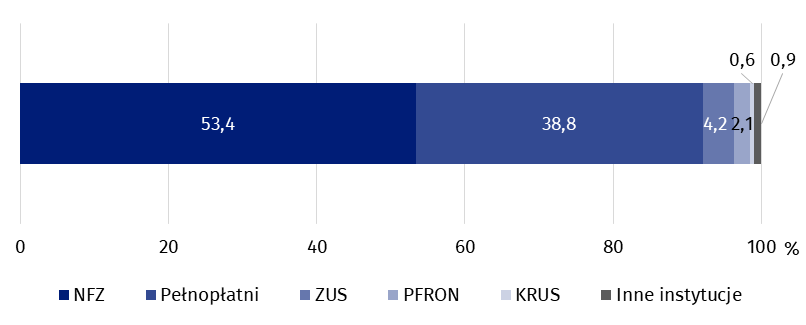 0,6 0,9
53,4 38,8 4,2 2,1
0 20 40 60 80 100 %
NFZ Pełnopłatni ZUS PFRON KRUS Inne instytucje